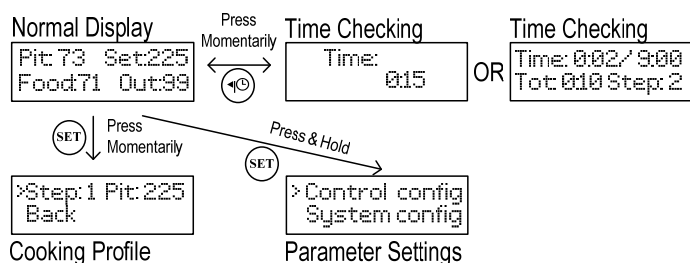 Normal Display
Press
Momentarily
Time Checking
Time Checking
Pit: 73 Set:225
Food:71 Out:99
Time:
0:15
OR
Time: 0:02/ 9:00
Tot: 0:10 Step: 2
SET
Press
Momentarily
Press & Hold
SET
>Step: 1 Pit: 225
Back
> Control config
System config
Cooking Profile
Parameter Settings